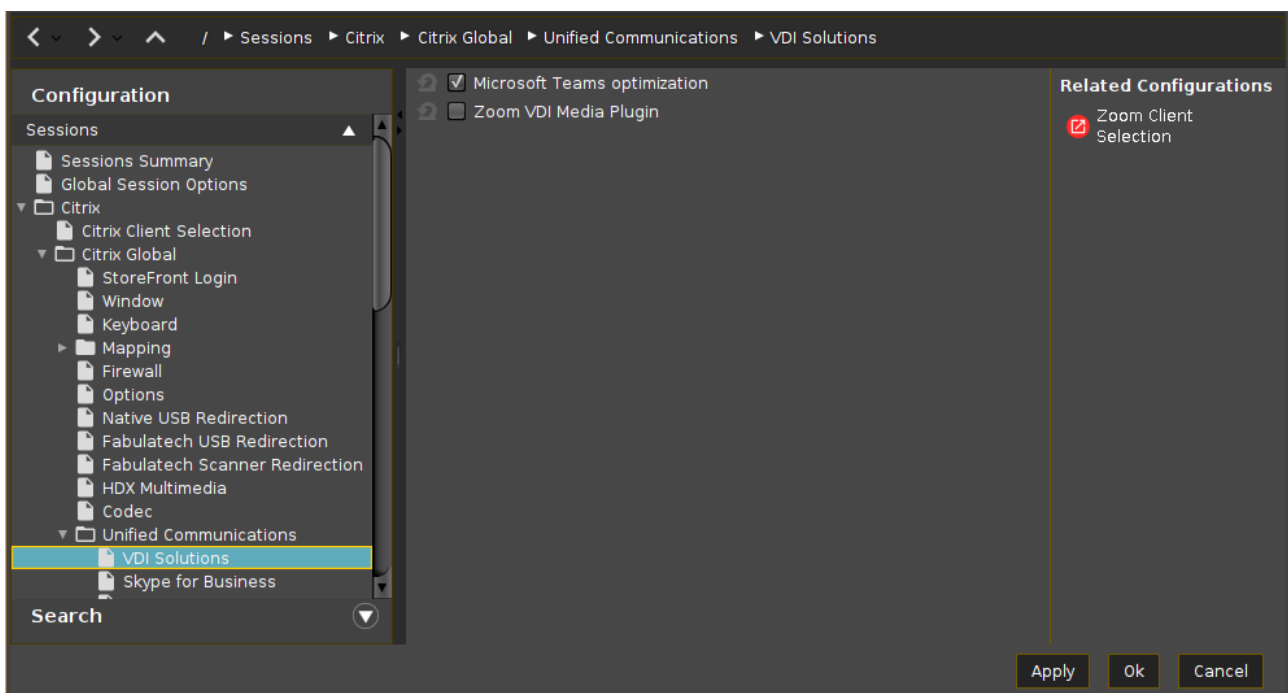 / ▸ Sessions ▸ Citrix ▸ Citrix Global ▸ Unified Communications ▸ VDI Solutions
Configuration
Sessions
Sessions Summary
Global Session Options
Citrix
Citrix Client Selection
Citrix Global
StoreFront Login
Window
Keyboard
Mapping
Firewall
Options
Native USB Redirection
Fabulatech USB Redirection
Fabulatech Scanner Redirection
HDX Multimedia
Codec
Unified Communications
VDI Solutions
Skype for Business
Search
Microsoft Teams optimization
Zoom VDI Media Plugin
Related Configurations
Zoom Client
Selection
Apply Ok Cancel